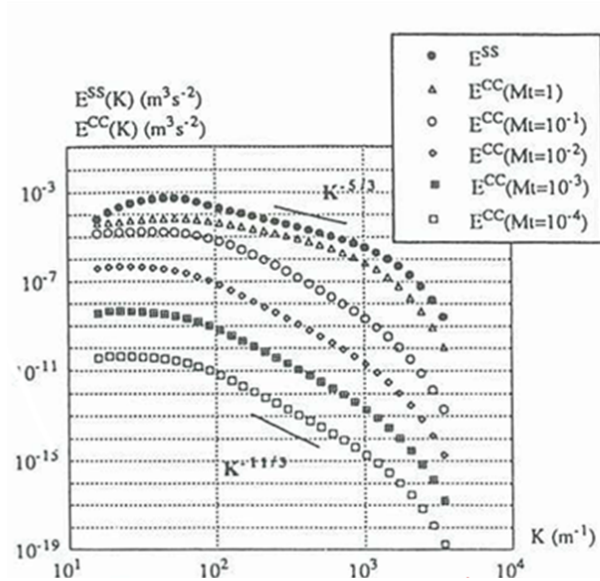 E^SS
E^CC(Mt=1)
E^CC(Mt=10^-1)
E^CC(Mt=10^-2)
E^CC(Mt=10^-3)
E^CC(Mt=10^-4)
E^SS(K) (m^3s^-2)
E^CC(K) (m^3s^-2)
10^-3
K^-5/3
10^-7
10^-11
10^-15
K^-11/3
10^-19
K (m^-1)
10^1
10^2
10^3
10^4